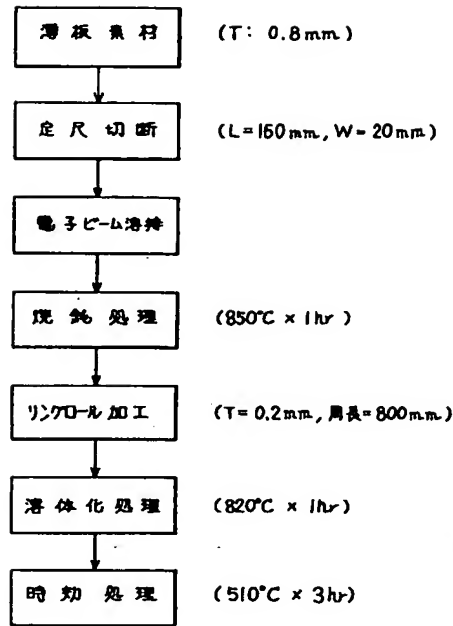 薄板素材 (T: 0.8mm)
定尺切断 (L=160mm, W=20mm)
電子ビーム溶接
焼鈍処理 (850℃ × 1hr)
リングロール加工 (T=0.2mm, 周長=800mm)
溶体化処理 (820℃ × 1hr)
時効処理 (510℃ × 3hr)